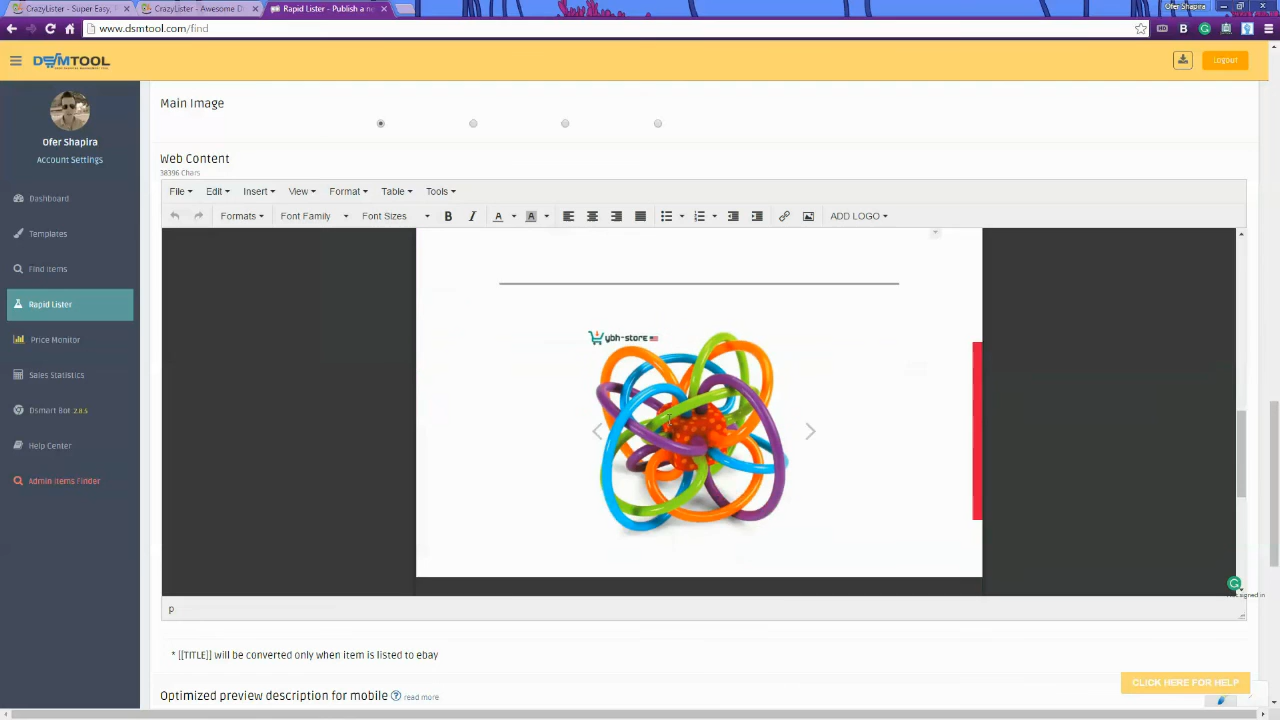 CrazyLister - Super Easy, F
CrazyLister - Awesome D
Rapid Lister - Publish a ne
Ofer Shapira
www.dsmtool.com/find
DSMTOOL
Logout
Ofer Shapira
Account Settings
Dashboard
Templates
Find Items
Rapid Lister
Price Monitor
Sales Statistics
Dsmart Bot 2.8.5
Help Center
Admin Items Finder
Main Image
Web Content
38396 Chars
File Edit Insert View Format Table Tools
Formats Font Family Font Sizes B I A A ADD LOGO
ybh-store
p
* [[TITLE]] will be converted only when item is listed to ebay
Optimized preview description for mobile ? read more
CLICK HERE FOR HELP